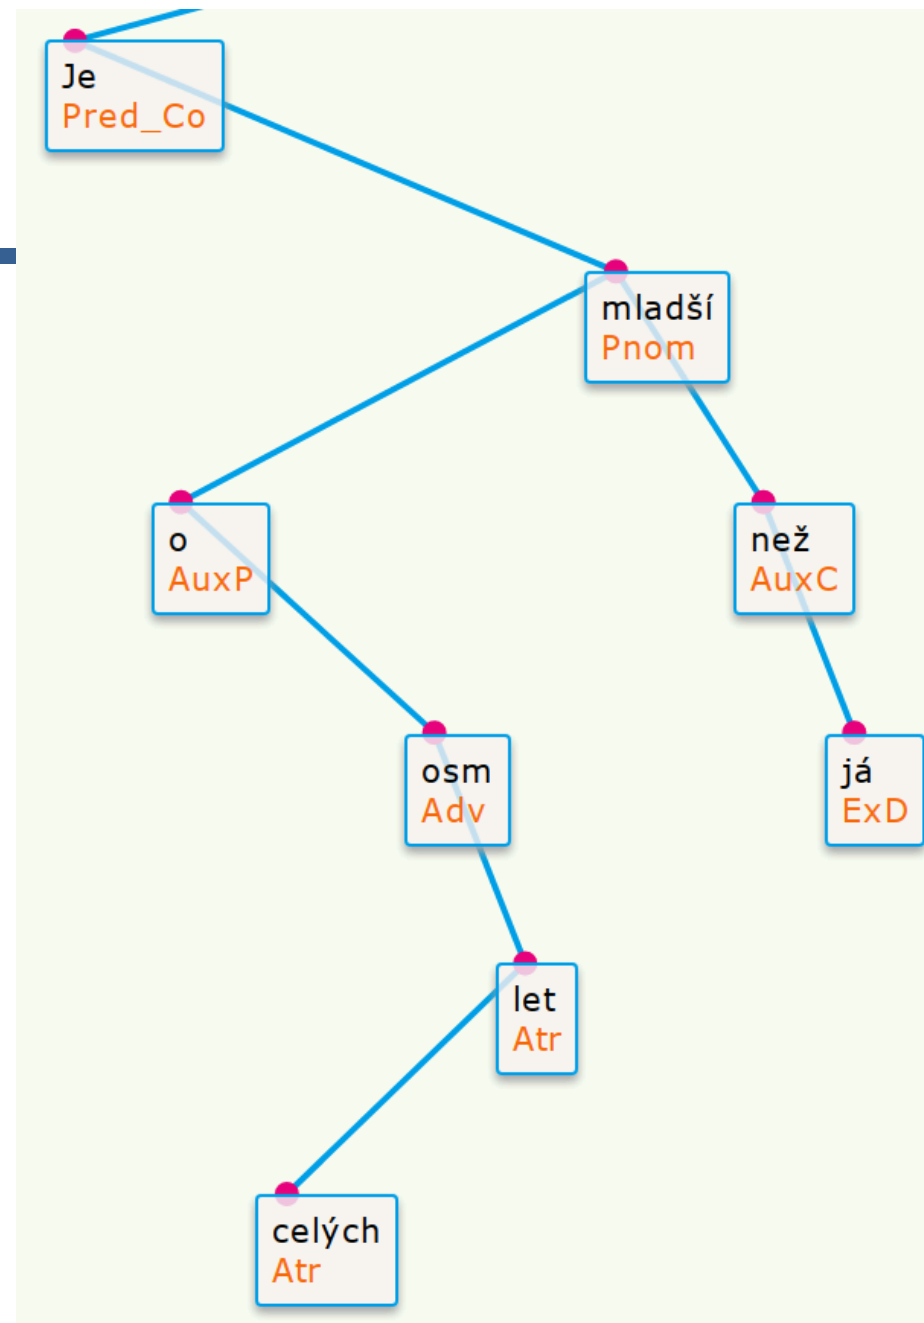 Je
Pred_Co
mladší
Pnom
o
AuxP
než
AuxC
osm
Adv
já
ExD
let
Atr
celých
Atr